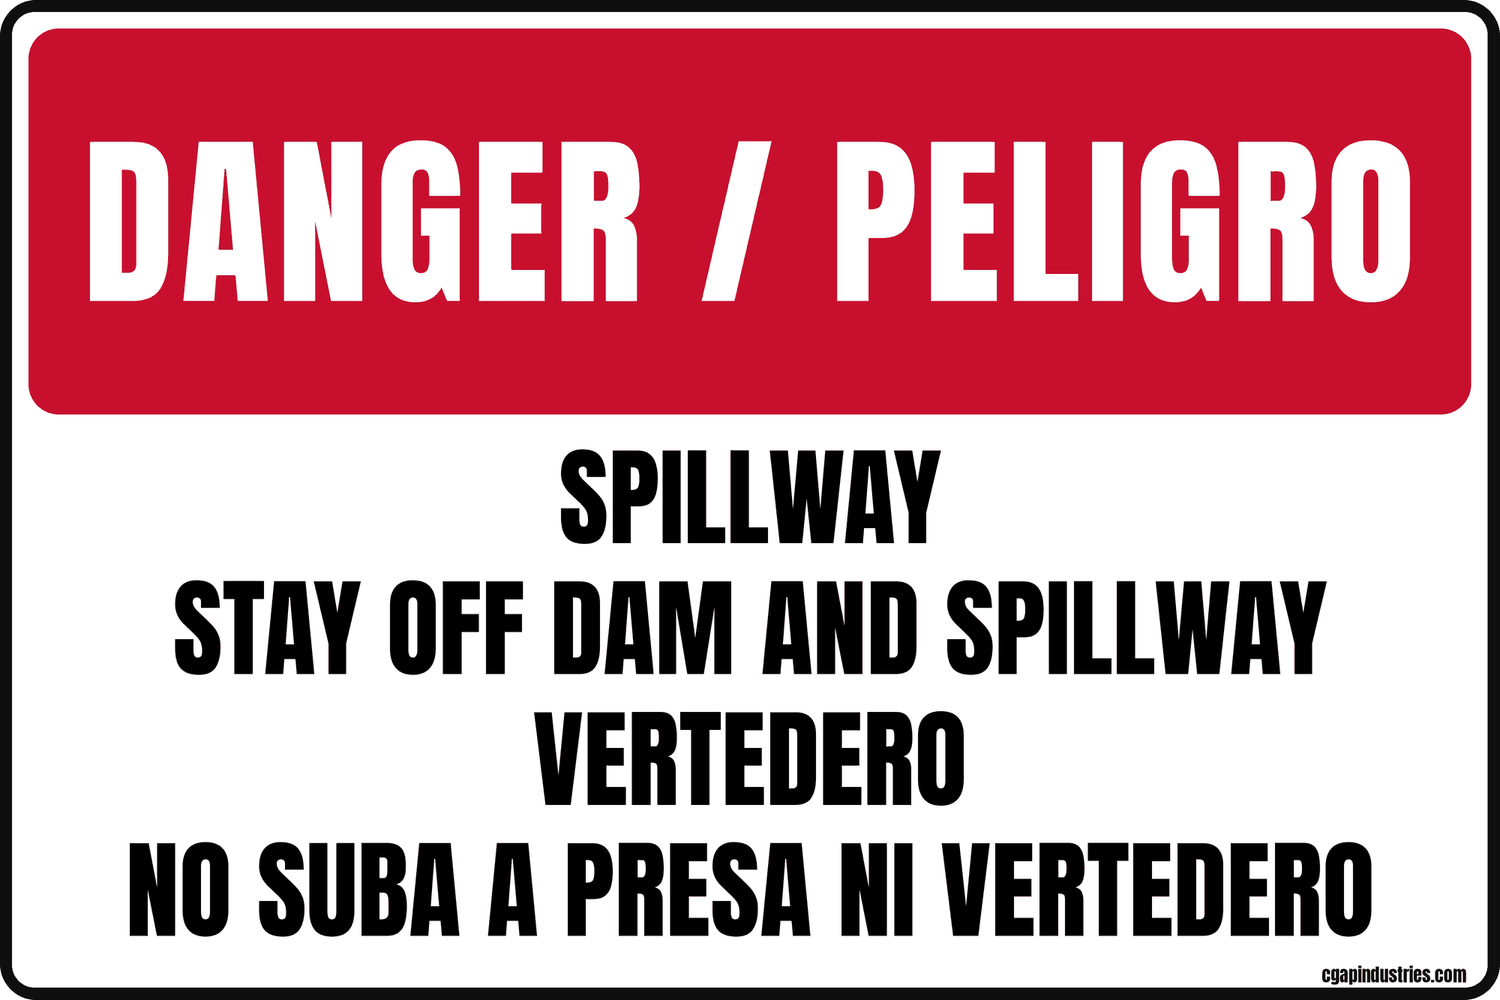 DANGER / PELIGRO
SPILLWAY
STAY OFF DAM AND SPILLWAY
VERTEDERO
NO SUBA A PRESA NI VERTEDERO
cgapindustries.com